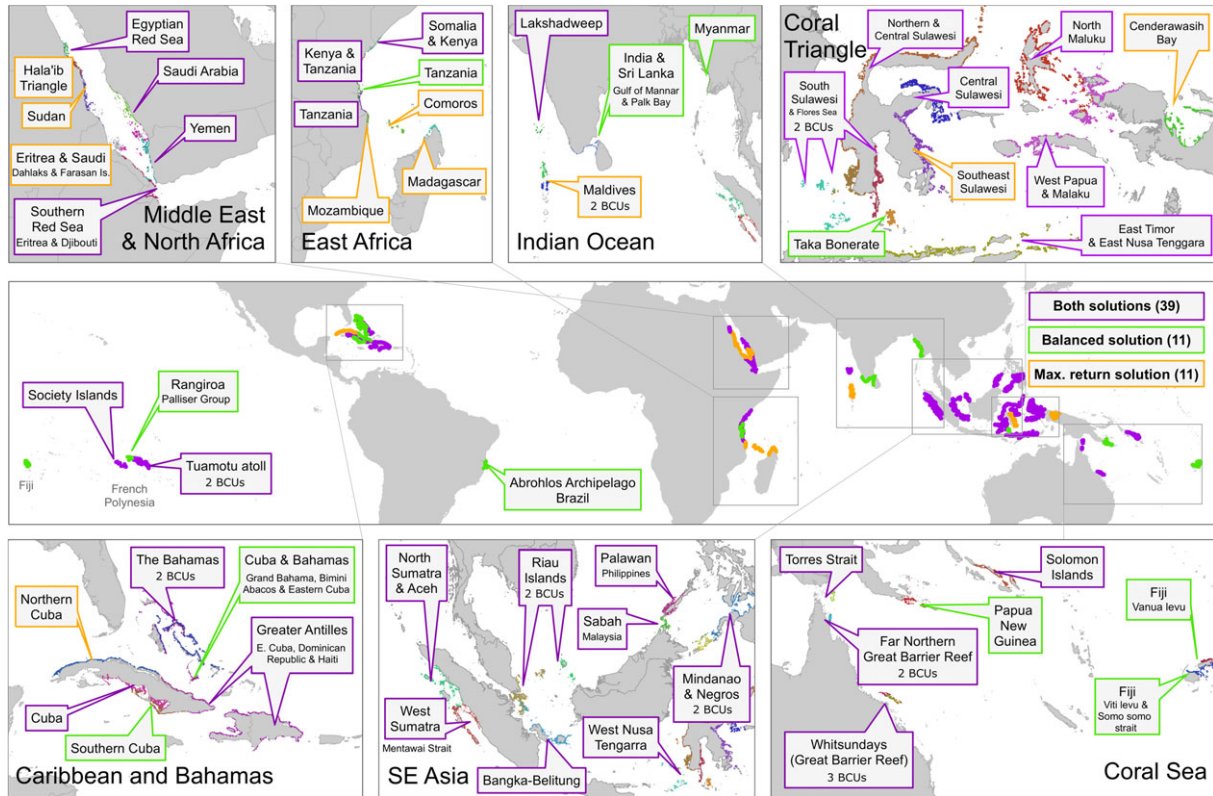 Egyptian
Red Sea
Hala'ib
Triangle
Saudi Arabia
Sudan
Yemen
Eritrea & Saudi
Dahlaks & Farasan Is.
Southern
Red Sea
Eritrea & Djibouti
Middle East
& North Africa
Somalia
& Kenya
Kenya &
Tanzania
Tanzania
Comoros
Tanzania
Madagascar
Mozambique
East Africa
Lakshadweep
Myanmar
India &
Sri Lanka
Gulf of Mannar
& Palk Bay
Maldives
2 BCUs
Indian Ocean
Coral
Triangle
Northern &
Central Sulawesi
North
Maluku
Cenderawasih
Bay
South
Sulawesi
& Flores Sea
2 BCUs
Central
Sulawesi
Southeast
Sulawesi
West Papua
& Malaku
Taka Bonerate
East Timor
& East Nusa Tenggara
Both solutions (39)
Balanced solution (11)
Max. return solution (11)
Society Islands
Rangiroa
Palliser Group
Tuamotu atoll
2 BCUs
Fiji
French
Polynesia
Abrohlos Archipelago
Brazil
The Bahamas
2 BCUs
Cuba & Bahamas
Grand Bahama, Bimini
Abacos & Eastern Cuba
Northern
Cuba
Greater Antilles
E. Cuba, Dominican
Republic & Haiti
Cuba
Southern Cuba
Caribbean and Bahamas
North
Sumatra
& Aceh
Riau
Islands
2 BCUs
Palawan
Philippines
Sabah
Malaysia
Mindanao
& Negros
2 BCUs
West
Sumatra
Mentawai Strait
West Nusa
Tengarra
Bangka-Belitung
SE Asia
Torres Strait
Solomon
Islands
Papua
New
Guinea
Fiji
Vanua levu
Far Northern
Great Barrier Reef
2 BCUs
Fiji
Viti levu &
Somo somo
strait
Whitsundays
(Great Barrier Reef)
3 BCUs
Coral Sea